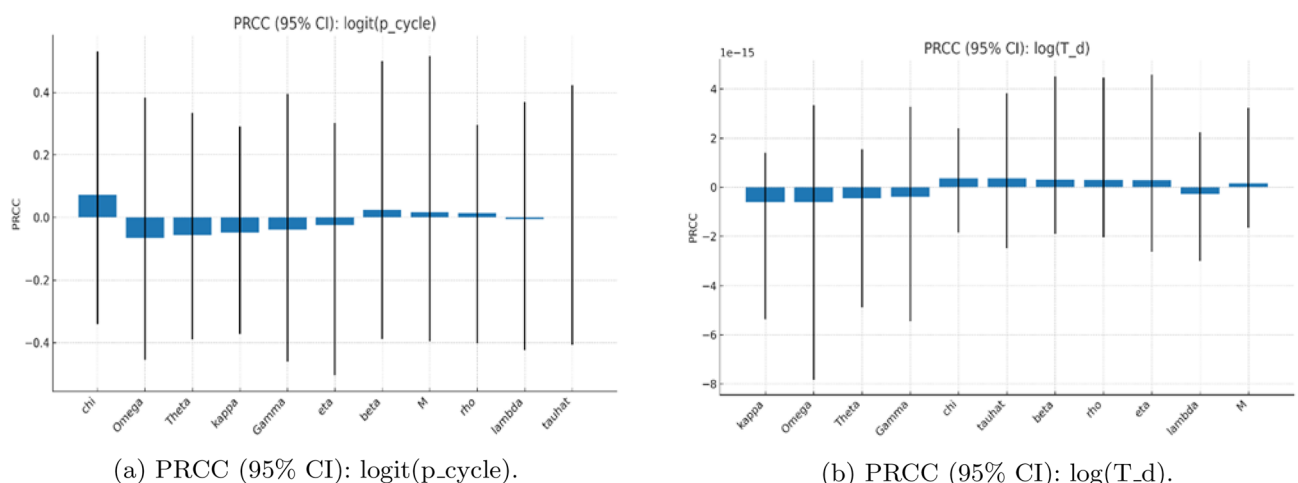 PRCC (95% CI): logit(p_cycle)
PRCC
0.4
0.2
0.0
−0.2
−0.4
chi
Omega
Theta
kappa
Gamma
eta
beta
M
rho
lambda
tauhat
(a) PRCC (95% CI): logit(p_cycle).
PRCC (95% CI): log(T_d)
1e−15
PRCC
4
2
0
−2
−4
−6
−8
kappa
Omega
Theta
Gamma
chi
tauhat
beta
rho
eta
lambda
M
(b) PRCC (95% CI): log(T_d).